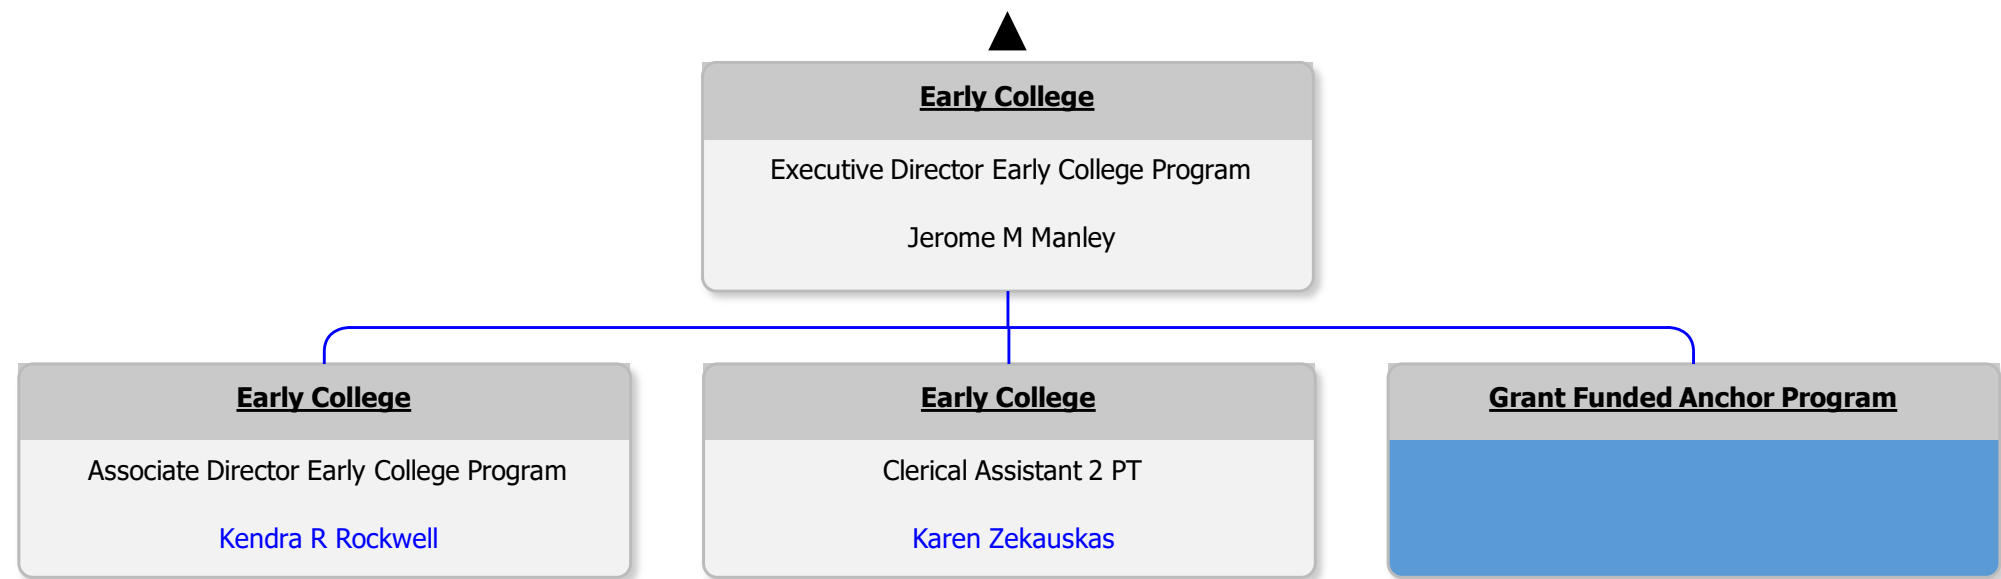 Early College
Executive Director Early College Program
Jerome M Manley
Early College
Associate Director Early College Program
Kendra R Rockwell
Early College
Clerical Assistant 2 PT
Karen Zekauskas
Grant Funded Anchor Program